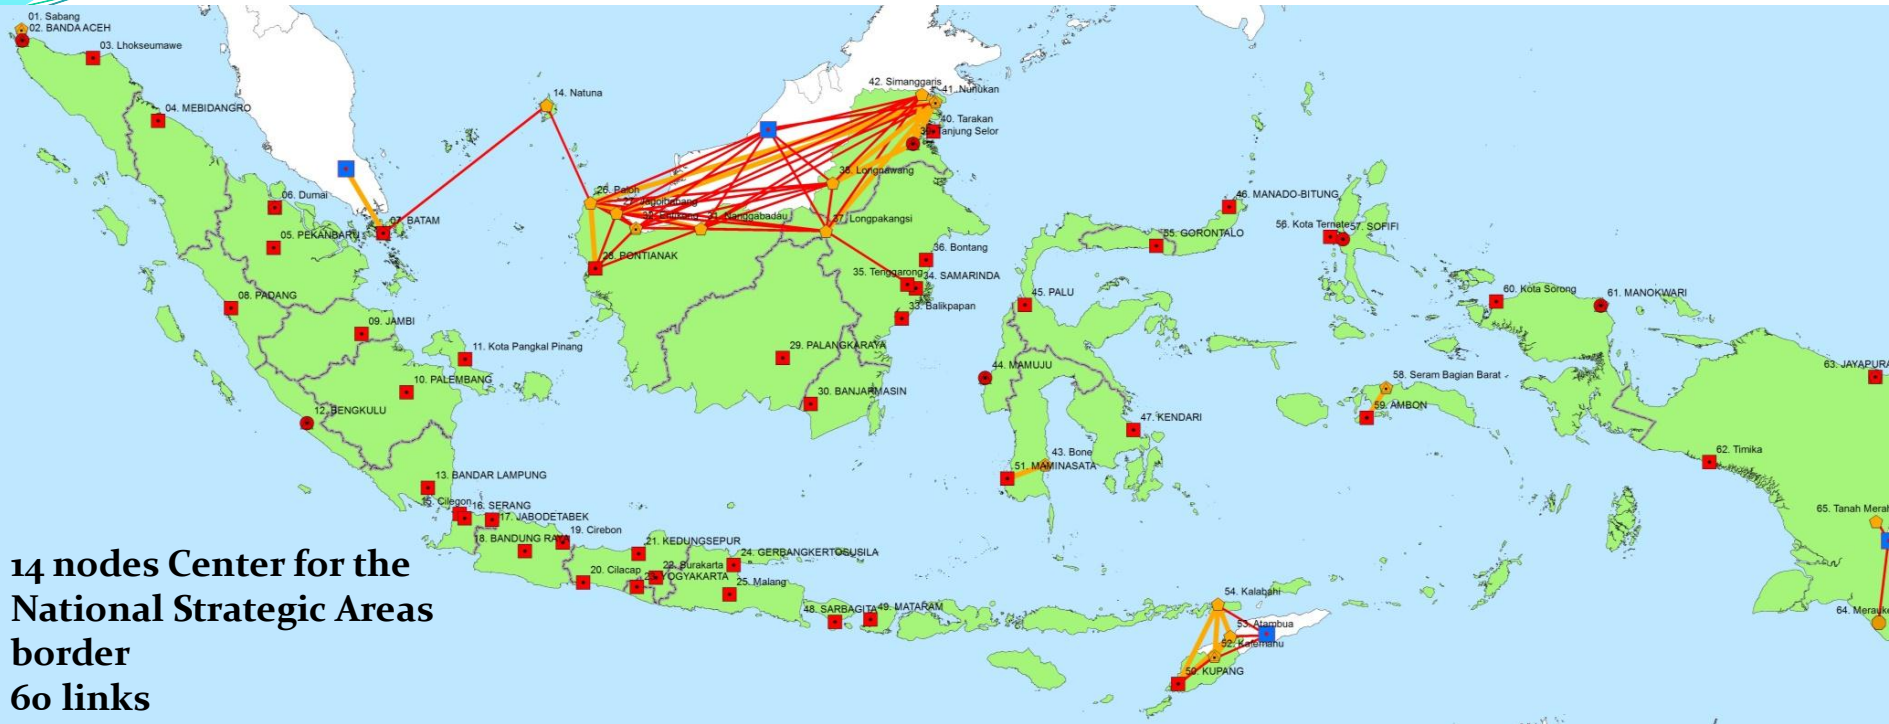 01. Sabang
02. BANDA ACEH
03. Lhokseumawe
04. MEBIDANGRO
14. Natuna
42. Simanggaris
41. Nunukan
40. Tarakan
Tanjung Selor
38. Longnawang
06. Dumai
07. BATAM
05. PEKANBARU
26. Paloh
27. Jagoibabang
31. Nanggabadau
37. Longpakangsi
46. MANADO-BITUNG
56. Kota Ternate
57. SOFIFI
55. GORONTALO
28. PONTIANAK
36. Bontang
35. Tenggarong
34. SAMARINDA
33. Balikpapan
08. PADANG
09. JAMBI
11. Kota Pangkal Pinang
10. PALEMBANG
12. BENGKULU
29. PALANGKARAYA
30. BANJARMASIN
45. PALU
44. MAMUJU
60. Kota Sorong
61. MANOKWARI
63. JAYAPURA
58. Seram Bagian Barat
59. AMBON
47. KENDARI
43. Bone
51. MAMINASATA
62. Timika
13. BANDAR LAMPUNG
15. Cilegon
16. SERANG
17. JABODETABEK
18. BANDUNG RAYA
19. Cirebon
21. KEDUNGSEPUR
24. GERBANGKERTOSUSILA
20. Cilacap
22. Surakarta
YOGYAKARTA
25. Malang
48. SARBAGITA
49. MATARAM
54. Kalabahi
53. Atambua
52. Kefemanu
50. KUPANG
65. Tanah Merah
64. Merauke
14 nodes Center for the
National Strategic Areas
border
60 links